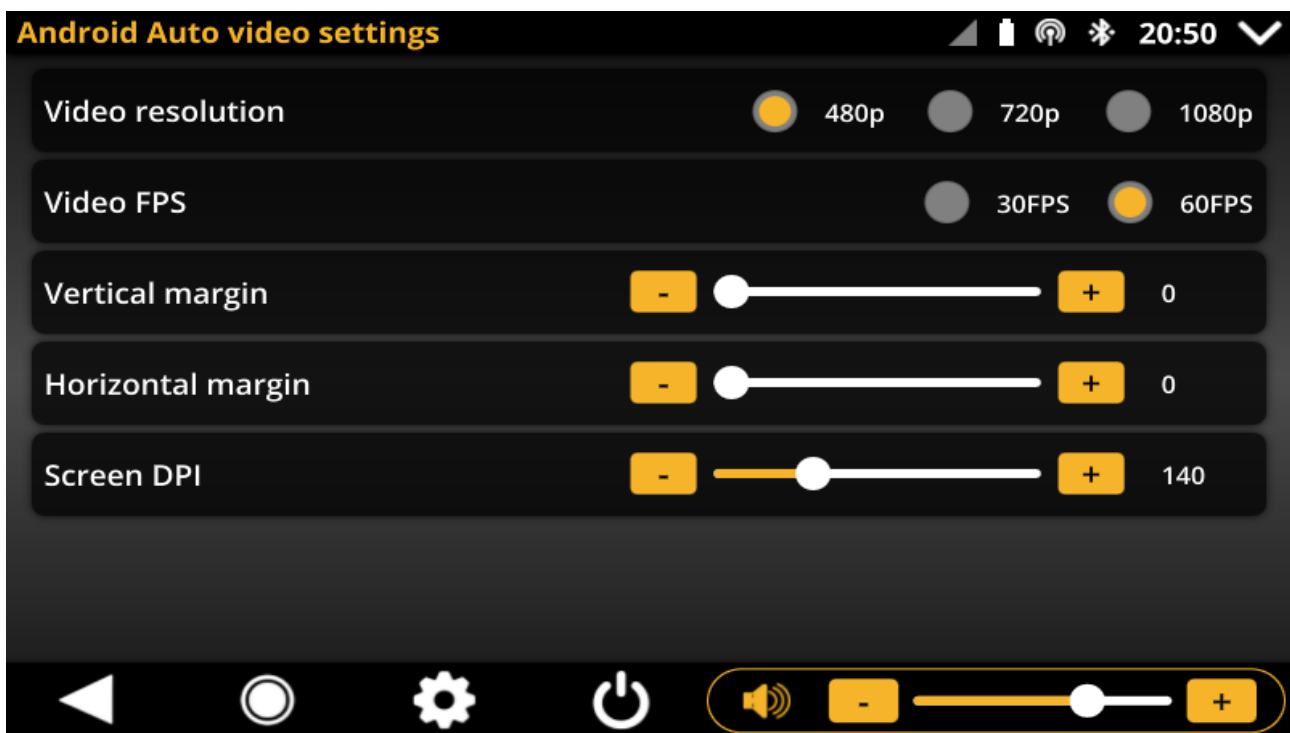 Android Auto video settings 20:50
Video resolution 480p 720p 1080p
Video FPS 30FPS 60FPS
Vertical margin - + 0
Horizontal margin - + 0
Screen DPI - + 140
- +